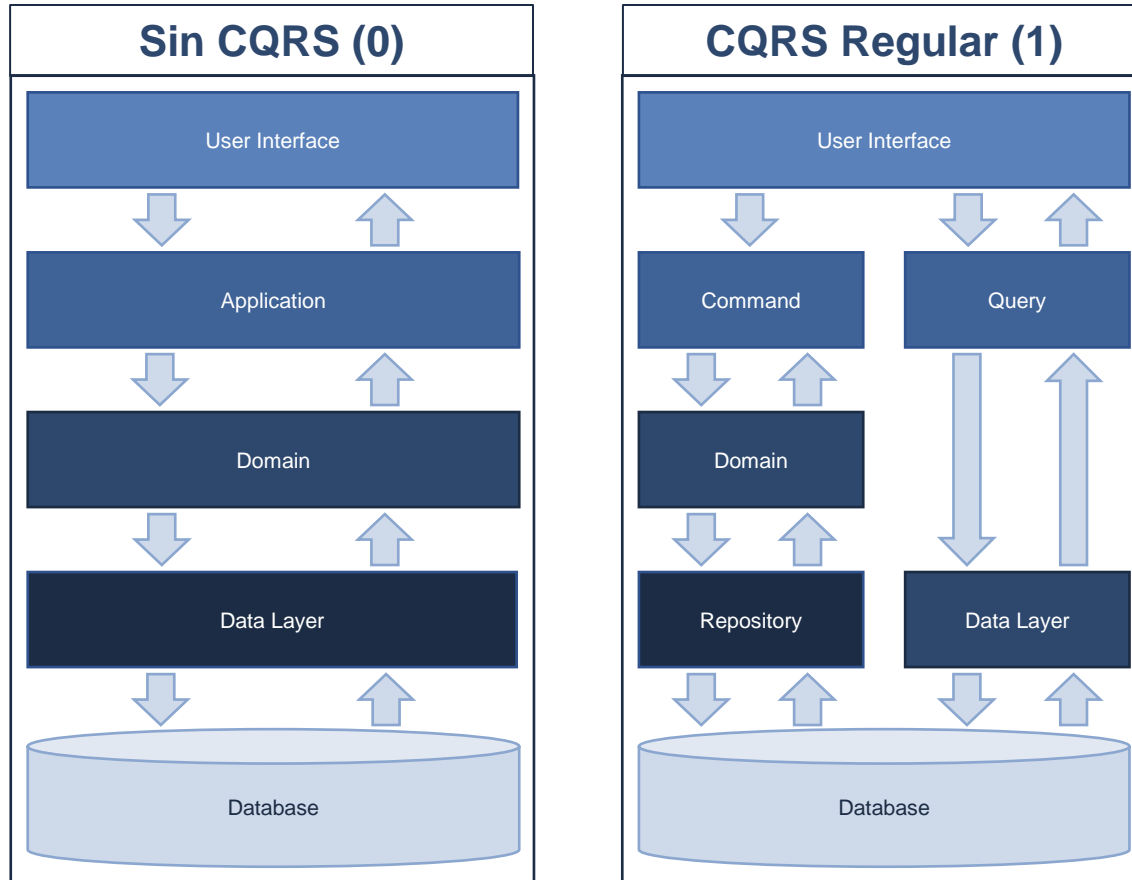 Sin CQRS (0)
User Interface
Application
Domain
Data Layer
Database
CQRS Regular (1)
User Interface
Command
Query
Domain
Repository
Data Layer
Database